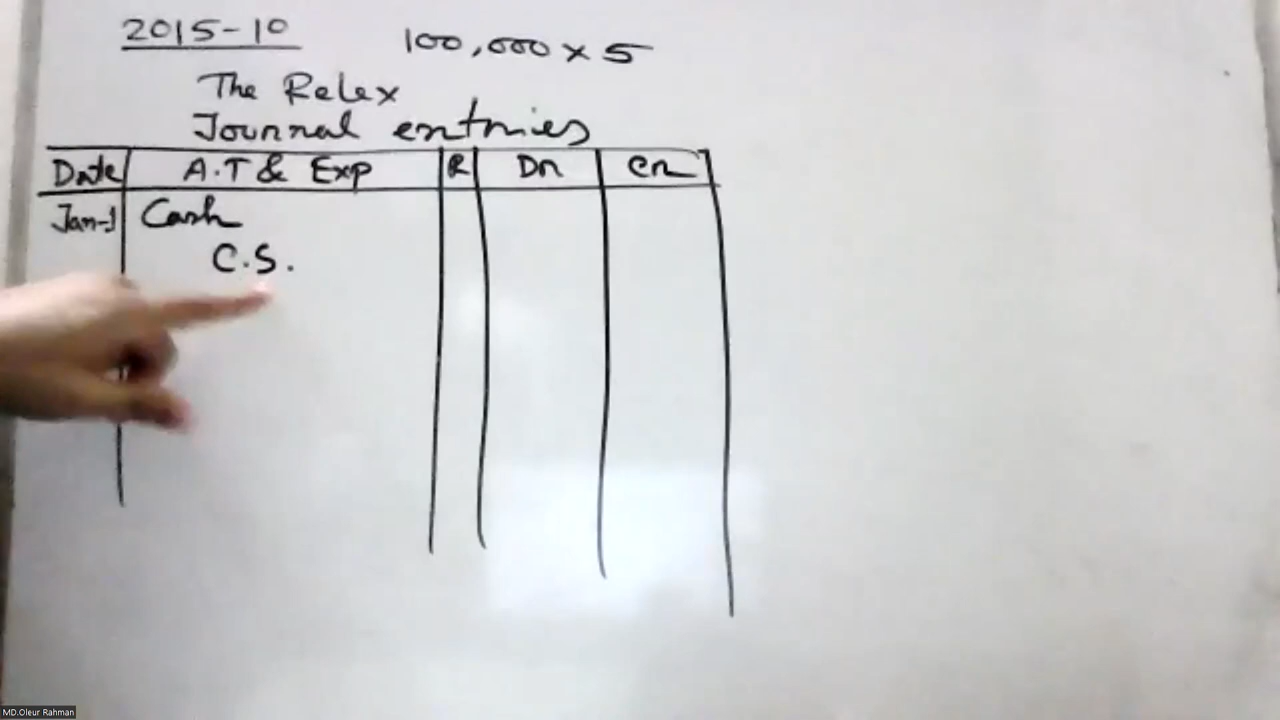 2015-10 100,000 x 5
The Relex
Journal entries
Date A.T & Exp R Dr Cr
Jan-1 Cash
C.S.
MD.Oleur Rahman